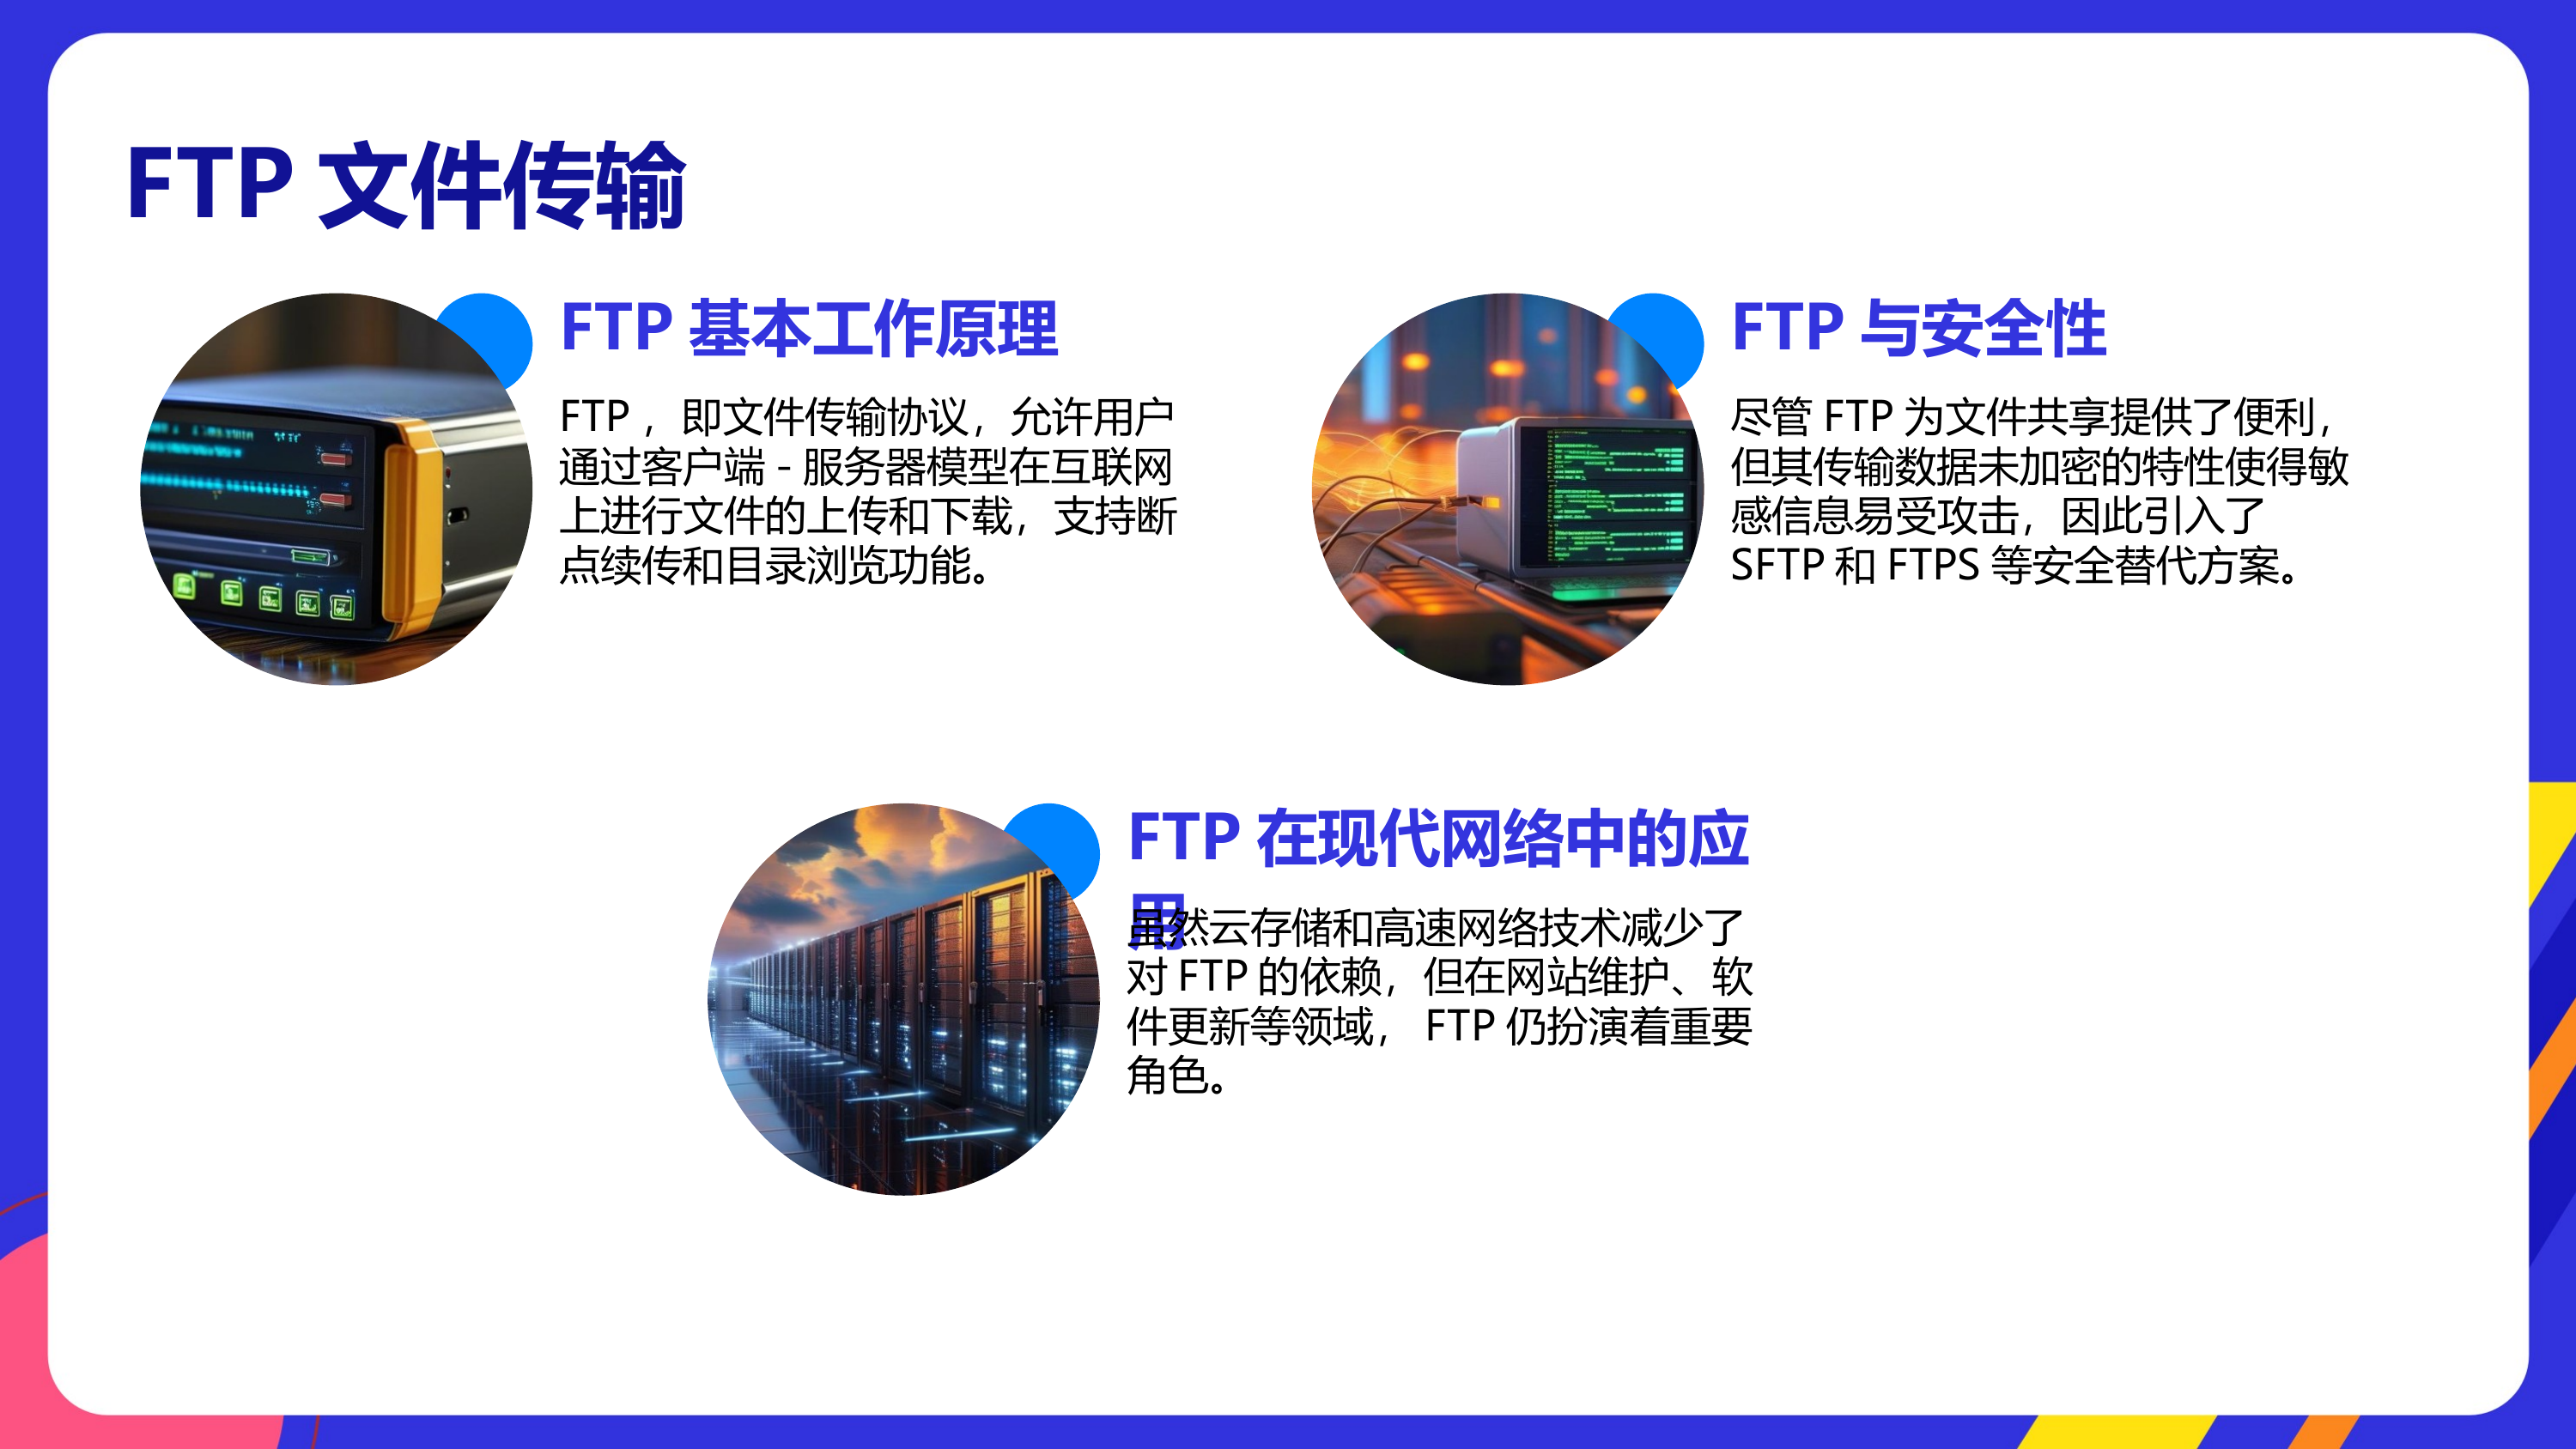 FTP 文件传输
FTP 基本工作原理
FTP ，即文件传输协议，允许用户
通过客户端 - 服务器模型在互联网
上进行文件的上传和下载，支持断
点续传和目录浏览功能。
FTP 与安全性
尽管 FTP 为文件共享提供了便利，
但其传输数据未加密的特性使得敏
感信息易受攻击，因此引入了
SFTP 和 FTPS 等安全替代方案。
FTP 在现代网络中的应
用
虽然云存储和高速网络技术减少了
对 FTP 的依赖，但在网站维护、软
件更新等领域， FTP 仍扮演着重要
角色。